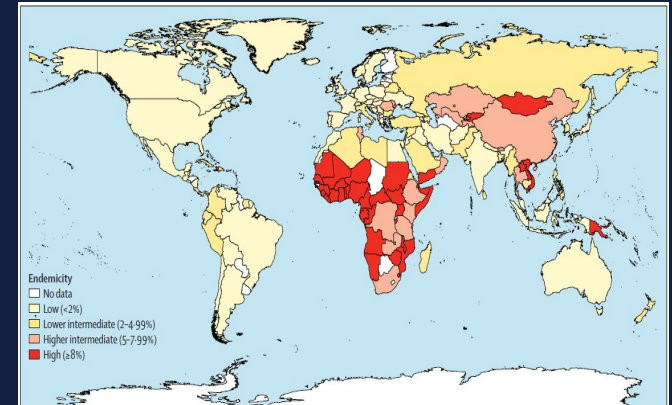 Endemicity
No data
Low (<2%)
Lower intermediate (2–4·99%)
Higher intermediate (5–7·99%)
High (≥8%)